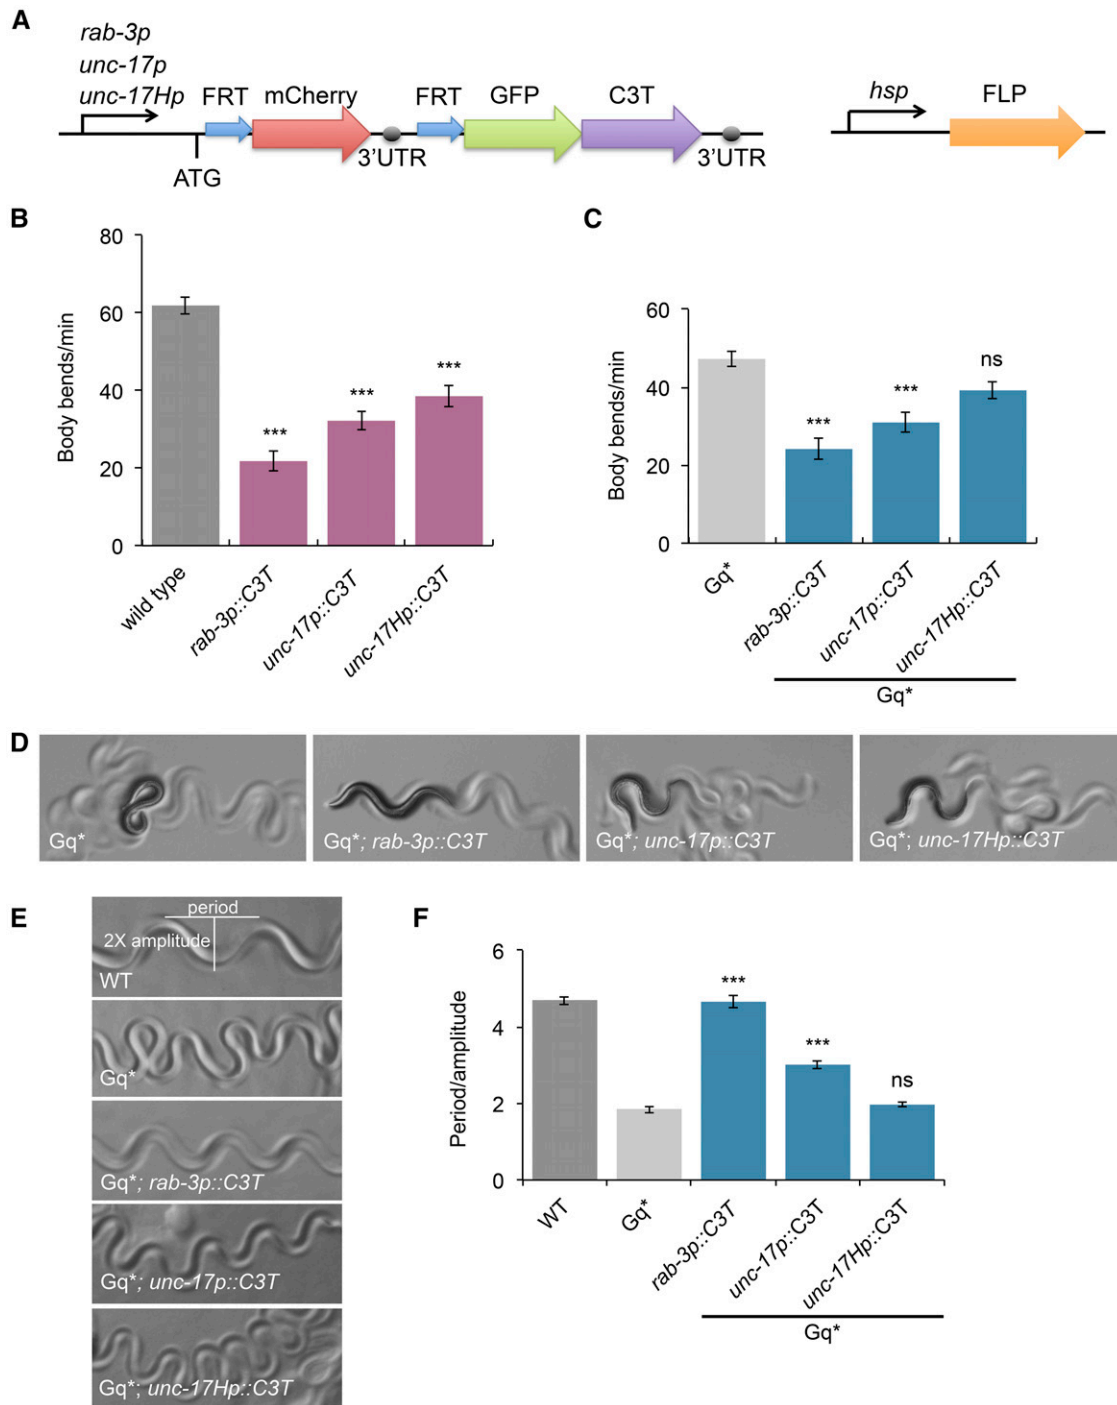 A
rab-3p
unc-17p
unc-17Hp
FRT
mCherry
FRT
GFP
C3T
hsp
FLP
3'UTR
3'UTR
ATG
B
Body bends/min
80
60
40
20
0
***
***
***
wild type
rab-3p::C3T
unc-17p::C3T
unc-17Hp::C3T
C
Body bends/min
60
40
20
0
***
***
ns
Gq*
rab-3p::C3T
unc-17p::C3T
unc-17Hp::C3T
Gq*
D
Gq*
Gq*; rab-3p::C3T
Gq*; unc-17p::C3T
Gq*; unc-17Hp::C3T
E
period
2X amplitude
WT
Gq*
Gq*; rab-3p::C3T
Gq*; unc-17p::C3T
Gq*; unc-17Hp::C3T
F
Period/amplitude
6
4
2
0
***
***
ns
WT
Gq*
rab-3p::C3T
unc-17p::C3T
unc-17Hp::C3T
Gq*